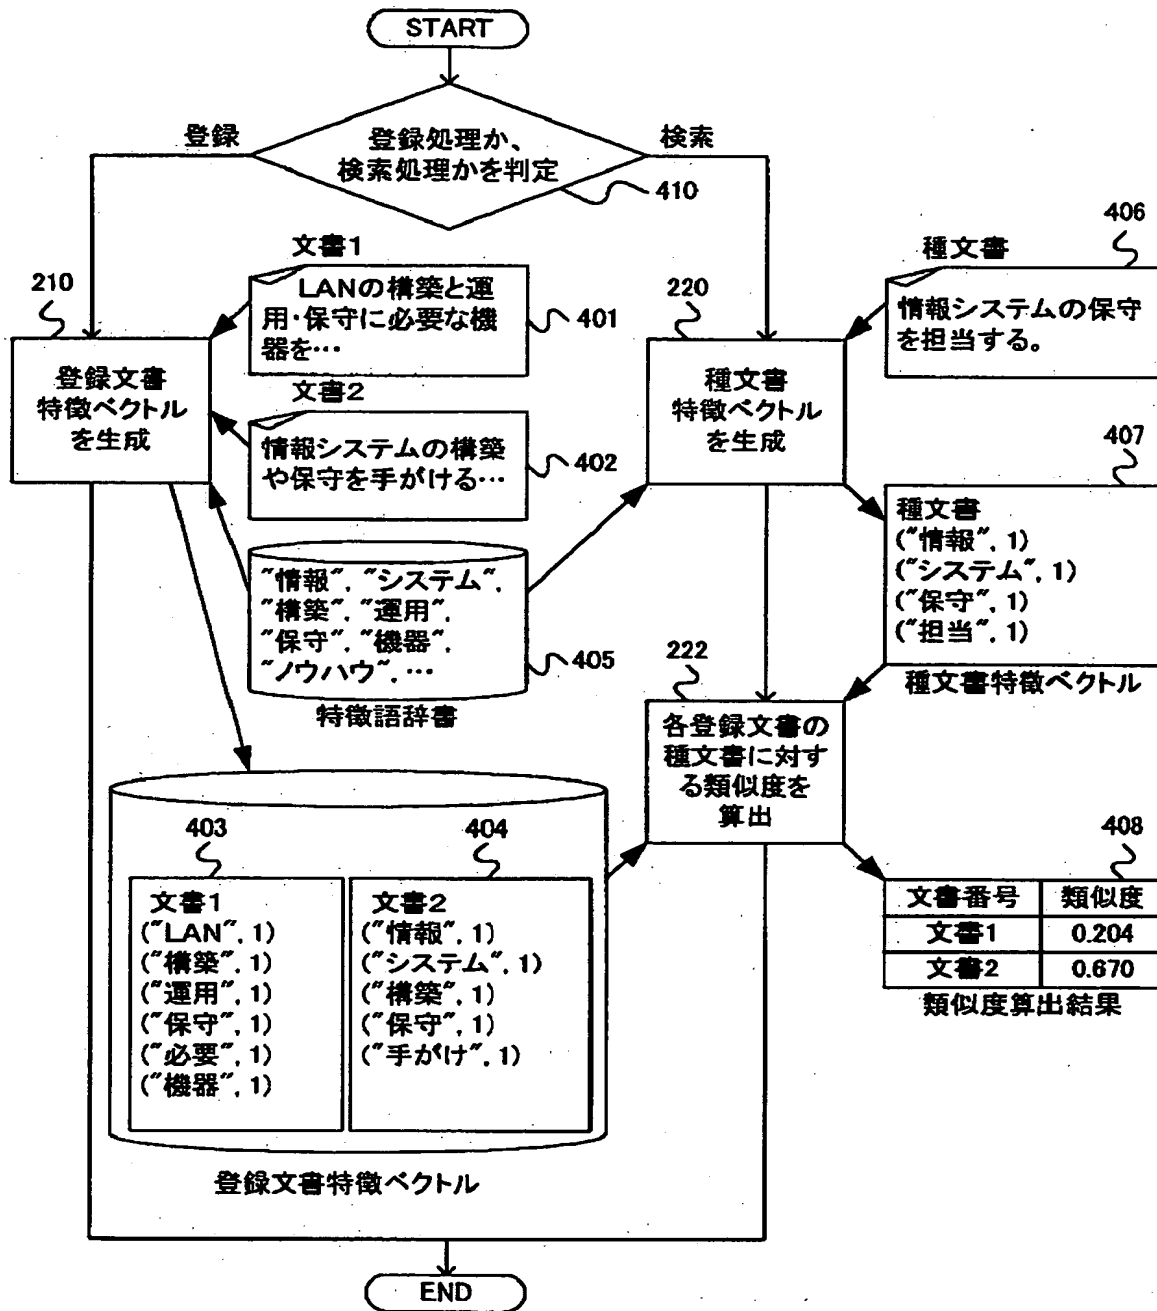 START
登録
登録処理か、
検索処理かを判定
検索
410
文書1
LANの構築と運
用・保守に必要な機
器を…
401
210
登録文書
特徴ベクトル
を生成
文書2
情報システムの構築
や保守を手がける…
402
"情報", "システム",
"構築", "運用",
"保守", "機器",
"ノウハウ", …
405
特徴語辞書
220
種文書
特徴ベクトル
を生成
406
種文書
情報システムの保守
を担当する。
407
種文書
("情報", 1)
("システム", 1)
("保守", 1)
("担当", 1)
種文書特徴ベクトル
222
各登録文書の
種文書に対す
る類似度を
算出
403
文書1
("LAN", 1)
("構築", 1)
("運用", 1)
("保守", 1)
("必要", 1)
("機器", 1)
404
文書2
("情報", 1)
("システム", 1)
("構築", 1)
("保守", 1)
("手がけ", 1)
登録文書特徴ベクトル
408
文書番号 類似度
文書1 0.204
文書2 0.670
類似度算出結果
END